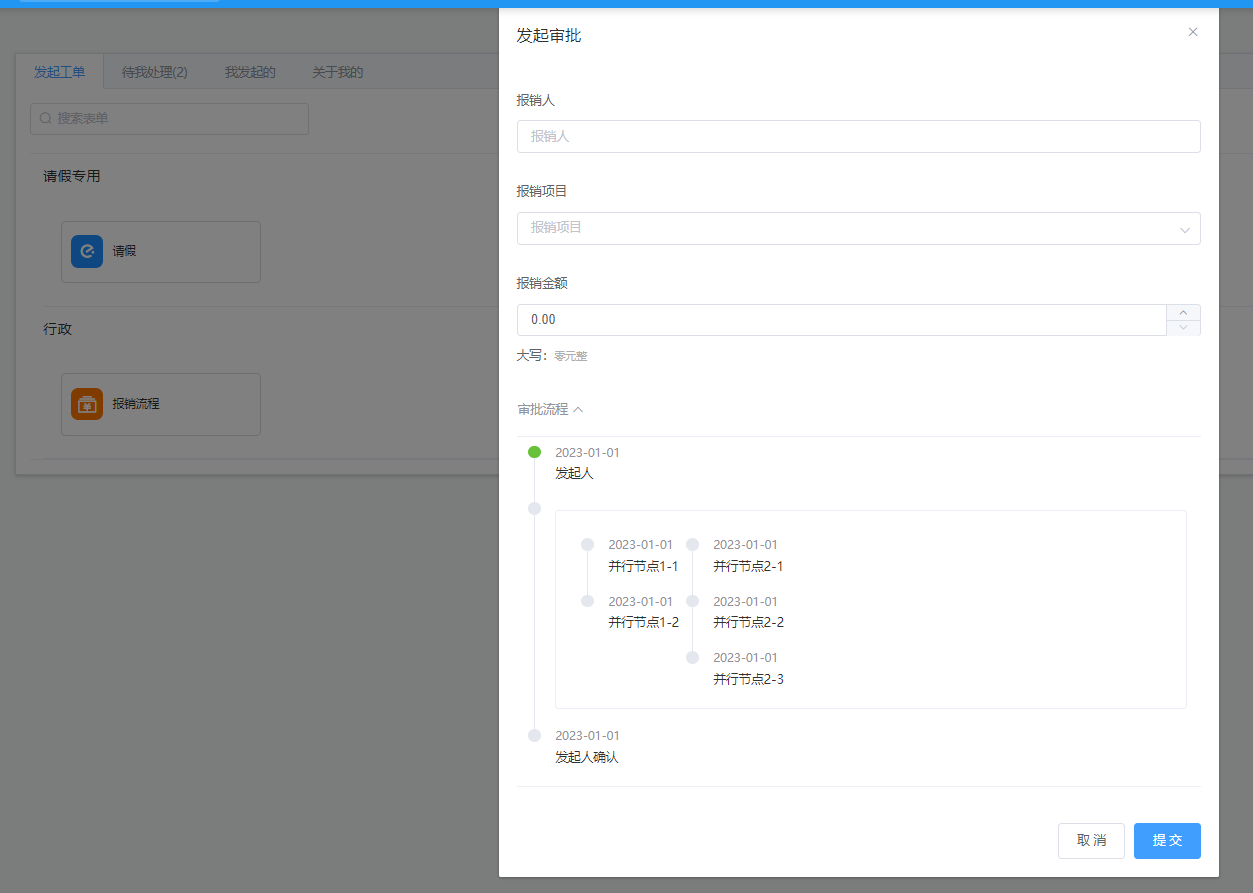 发起工单 待我处理(2) 我发起的 关于我的
搜索表单
请假专用
请假
行政
报销流程
发起审批
报销人
报销人
报销项目
报销项目
报销金额
0.00
大写：零元整
审批流程
2023-01-01
发起人
2023-01-01 2023-01-01
并行节点1-1 并行节点2-1
2023-01-01 2023-01-01
并行节点1-2 并行节点2-2
2023-01-01
并行节点2-3
2023-01-01
发起人确认
取消 提交